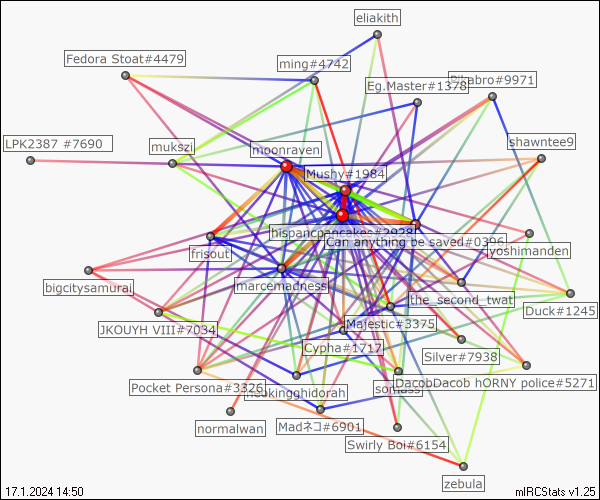 eliakith
Fedora Stoat#4479
ming#4742
Eg.Master#1378
#9971
LPK2387 #7690
mukszi
moonraven
shawntee9
Mushy#1984
hispancpancakes#2928
Can anything be saved#0396
frisout
yoshimanden
bigcitysamurai
marcemadness
the_second_twat
Duck#1245
JKOUYH VIII#7034
Majestic#3375
Cypha#1717
Silver#7938
Pocket Persona#3326
DacobDacob hORNY police#5271
normalwan
Madネコ#6901
Swirly Boi#6154
zebula
17.1.2024 14:50
mIRCStats v1.25